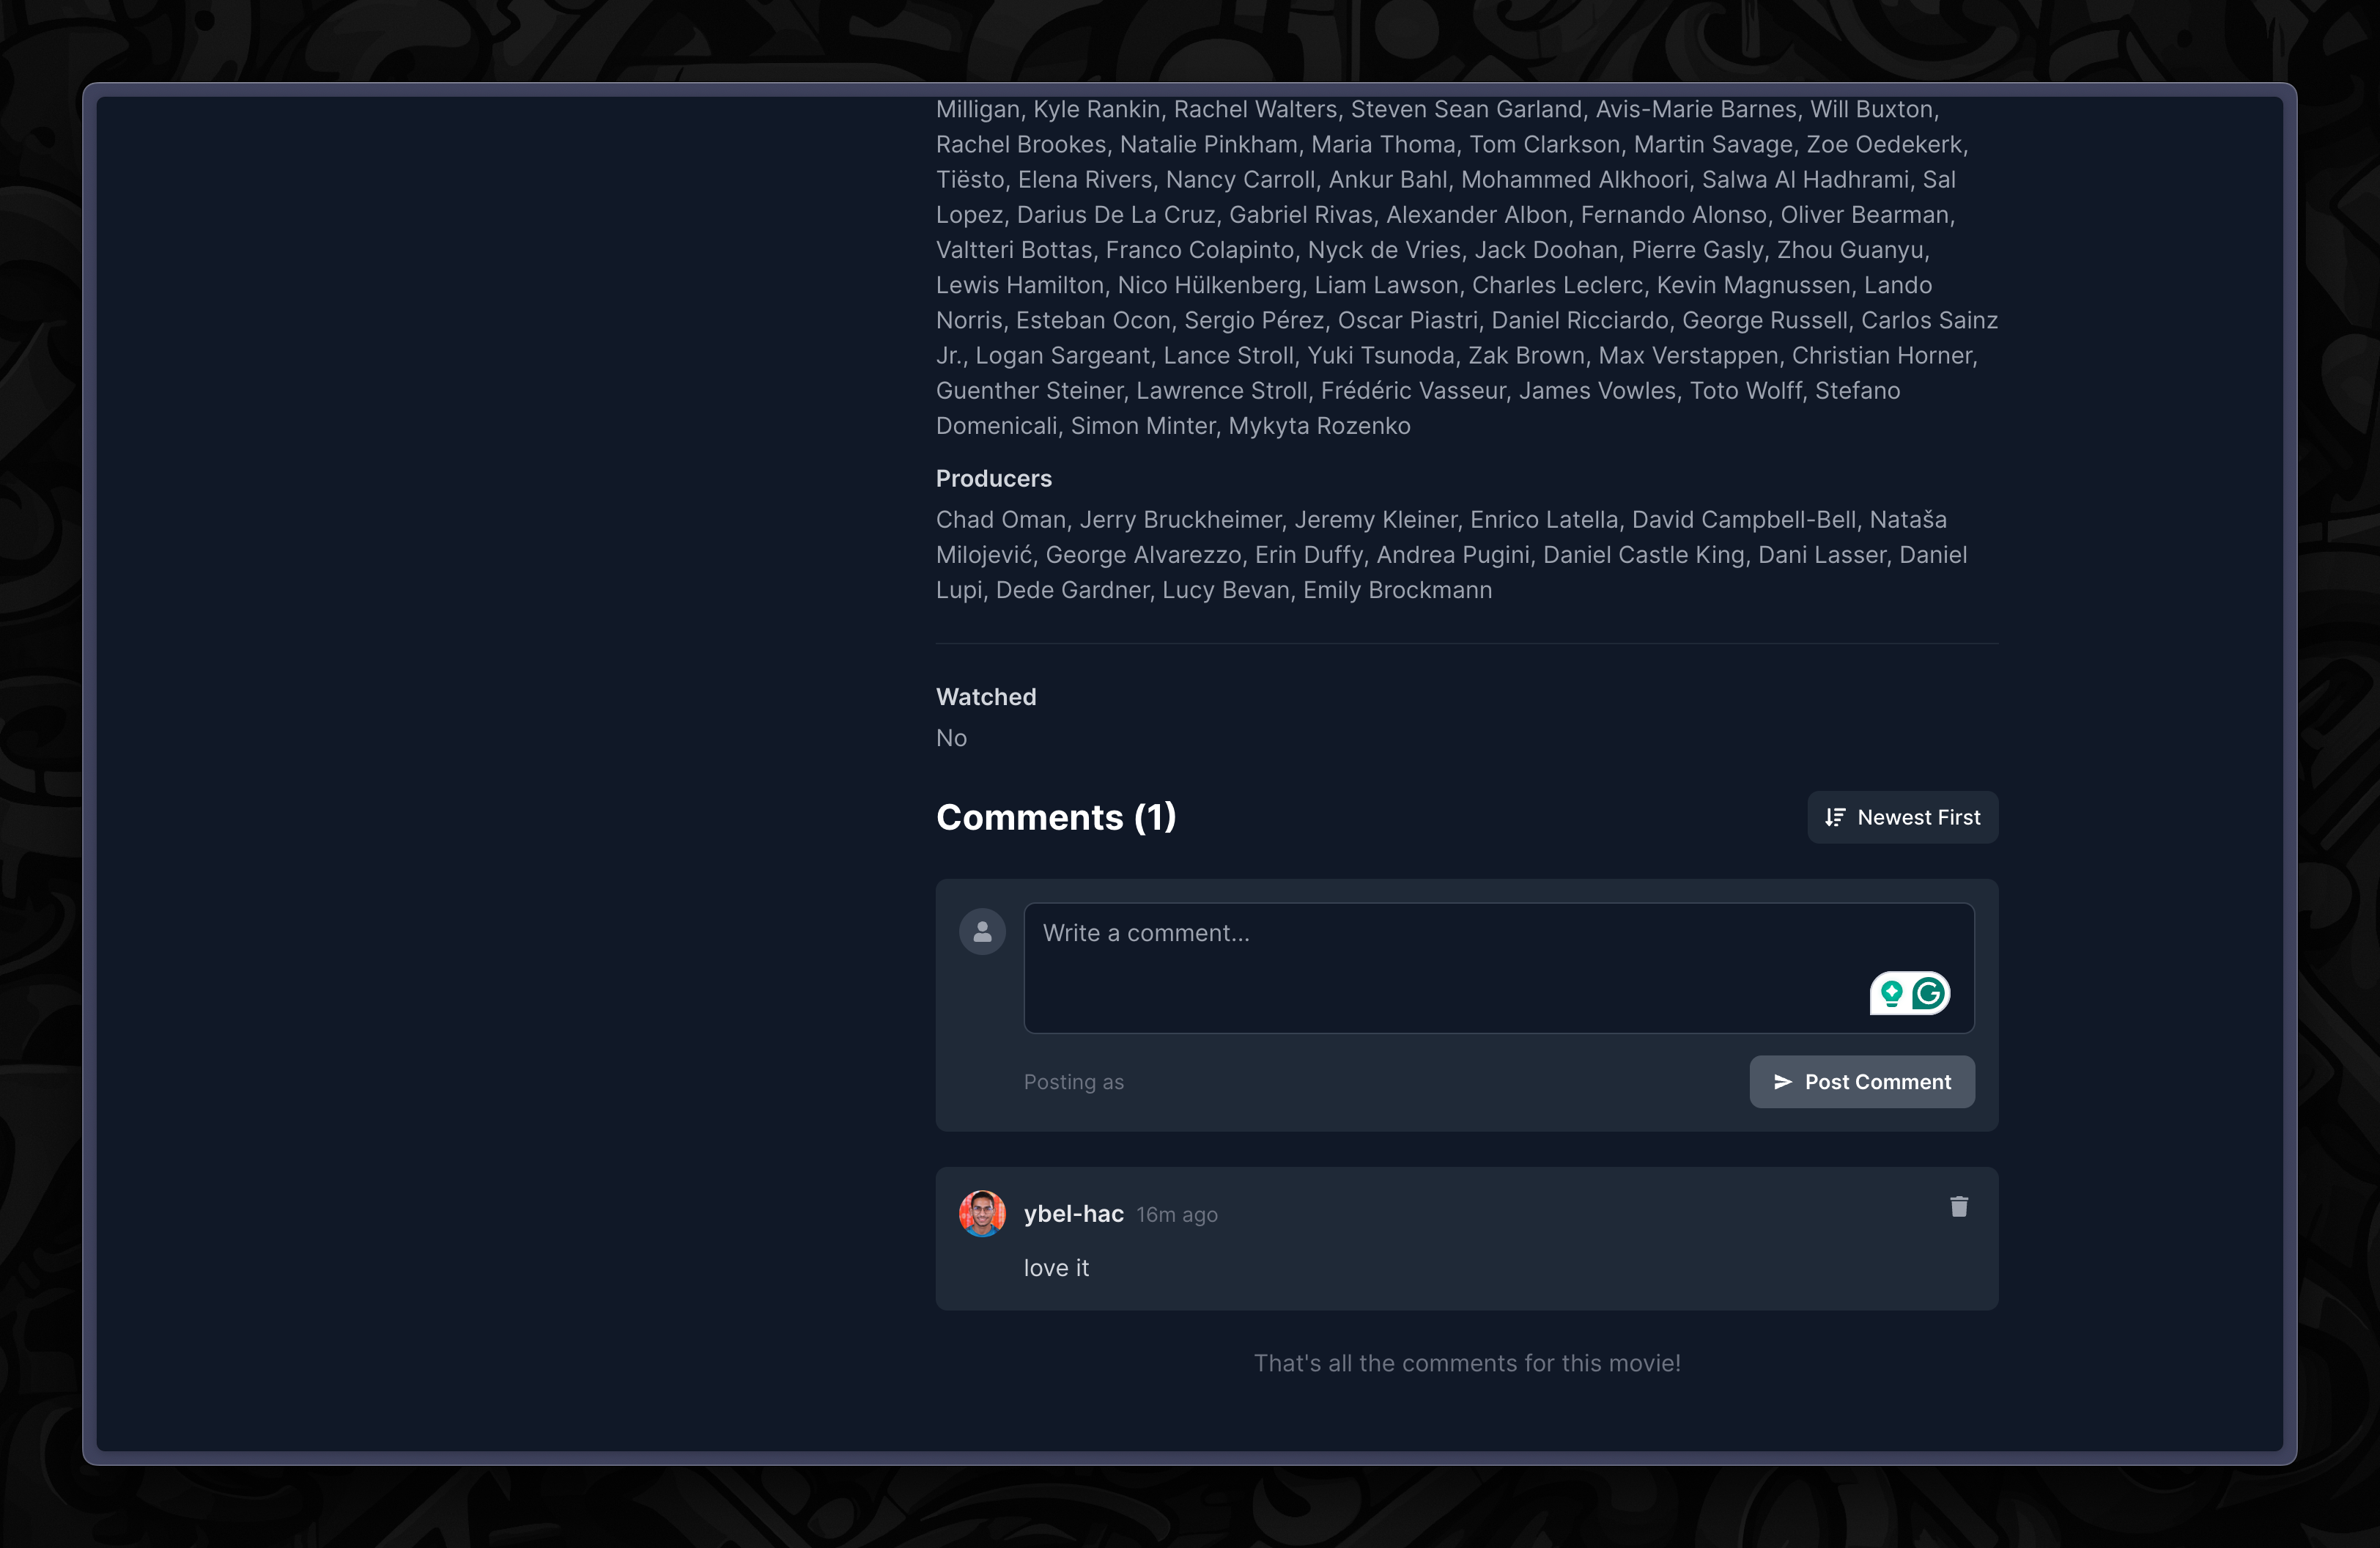 Milligan, Kyle Rankin, Rachel Walters, Steven Sean Garland, Avis-Marie Barnes, Will Buxton,
Rachel Brookes, Natalie Pinkham, Maria Thoma, Tom Clarkson, Martin Savage, Zoe Oedekerk,
Tiësto, Elena Rivers, Nancy Carroll, Ankur Bahl, Mohammed Alkhoori, Salwa Al Hadhrami, Sal
Lopez, Darius De La Cruz, Gabriel Rivas, Alexander Albon, Fernando Alonso, Oliver Bearman,
Valtteri Bottas, Franco Colapinto, Nyck de Vries, Jack Doohan, Pierre Gasly, Zhou Guanyu,
Lewis Hamilton, Nico Hülkenberg, Liam Lawson, Charles Leclerc, Kevin Magnussen, Lando
Norris, Esteban Ocon, Sergio Pérez, Oscar Piastri, Daniel Ricciardo, George Russell, Carlos Sainz
Jr., Logan Sargeant, Lance Stroll, Yuki Tsunoda, Zak Brown, Max Verstappen, Christian Horner,
Guenther Steiner, Lawrence Stroll, Frédéric Vasseur, James Vowles, Toto Wolff, Stefano
Domenicali, Simon Minter, Mykyta Rozenko
Producers
Chad Oman, Jerry Bruckheimer, Jeremy Kleiner, Enrico Latella, David Campbell-Bell, Nataša
Milojević, George Alvarezzo, Erin Duffy, Andrea Pugini, Daniel Castle King, Dani Lasser, Daniel
Lupi, Dede Gardner, Lucy Bevan, Emily Brockmann
Watched
No
Comments (1)
Newest First
Write a comment...
Posting as
Post Comment
ybel-hac 16m ago
love it
That's all the comments for this movie!